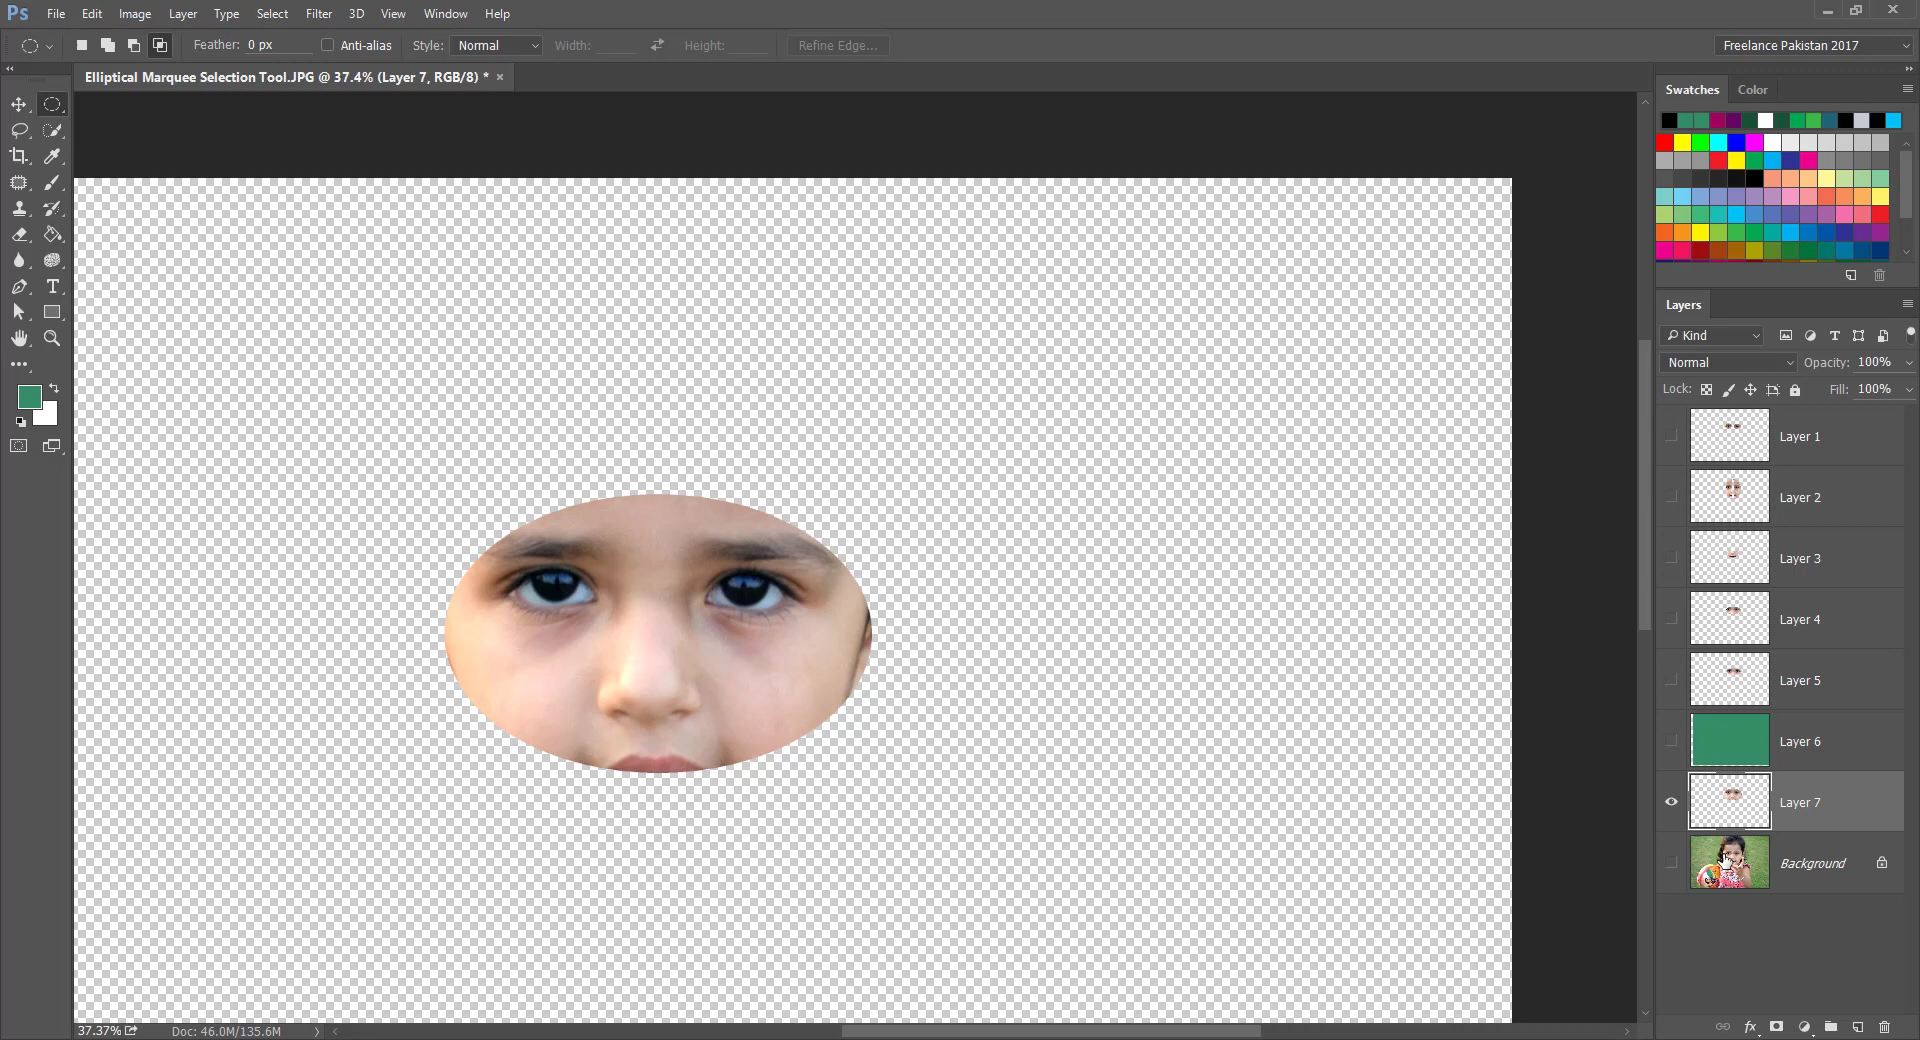 Ps File Edit Image Layer Type Select Filter 3D View Window Help
Feather: 0 px Anti-alias Style: Normal Width: Height: Refine Edge... Freelance Pakistan 2017
Elliptical Marquee Selection Tool.JPG @ 37.4% (Layer 7, RGB/8) * ×
Swatches Color
Layers
Kind
Normal Opacity: 100%
Lock: Fill: 100%
Layer 1
Layer 2
Layer 3
Layer 4
Layer 5
Layer 6
Layer 7
Background
37.37% Doc: 46.0M/135.6M
fx